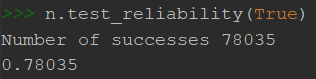 >>> n.test_reliability(True)
Number of successes 78035
0.78035